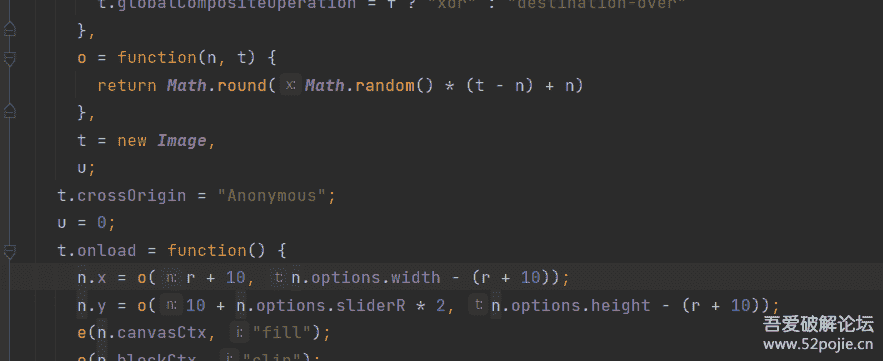 t.globalCompositeOperation = f ? "xor" : "destination-over"
},
o = function(n, t) {
return Math.round( x: Math.random() * (t - n) + n)
},
t = new Image,
u;
t.crossOrigin = "Anonymous";
u = 0;
t.onload = function() {
n.x = o( n: r + 10, t: n.options.width - (r + 10));
n.y = o( n: 10 + n.options.sliderR * 2, t: n.options.height - (r + 10));
e(n.canvasCtx, i: "fill");
e(n.blockCtx, i: "clip");
吾爱破解论坛
www.52pojie.cn